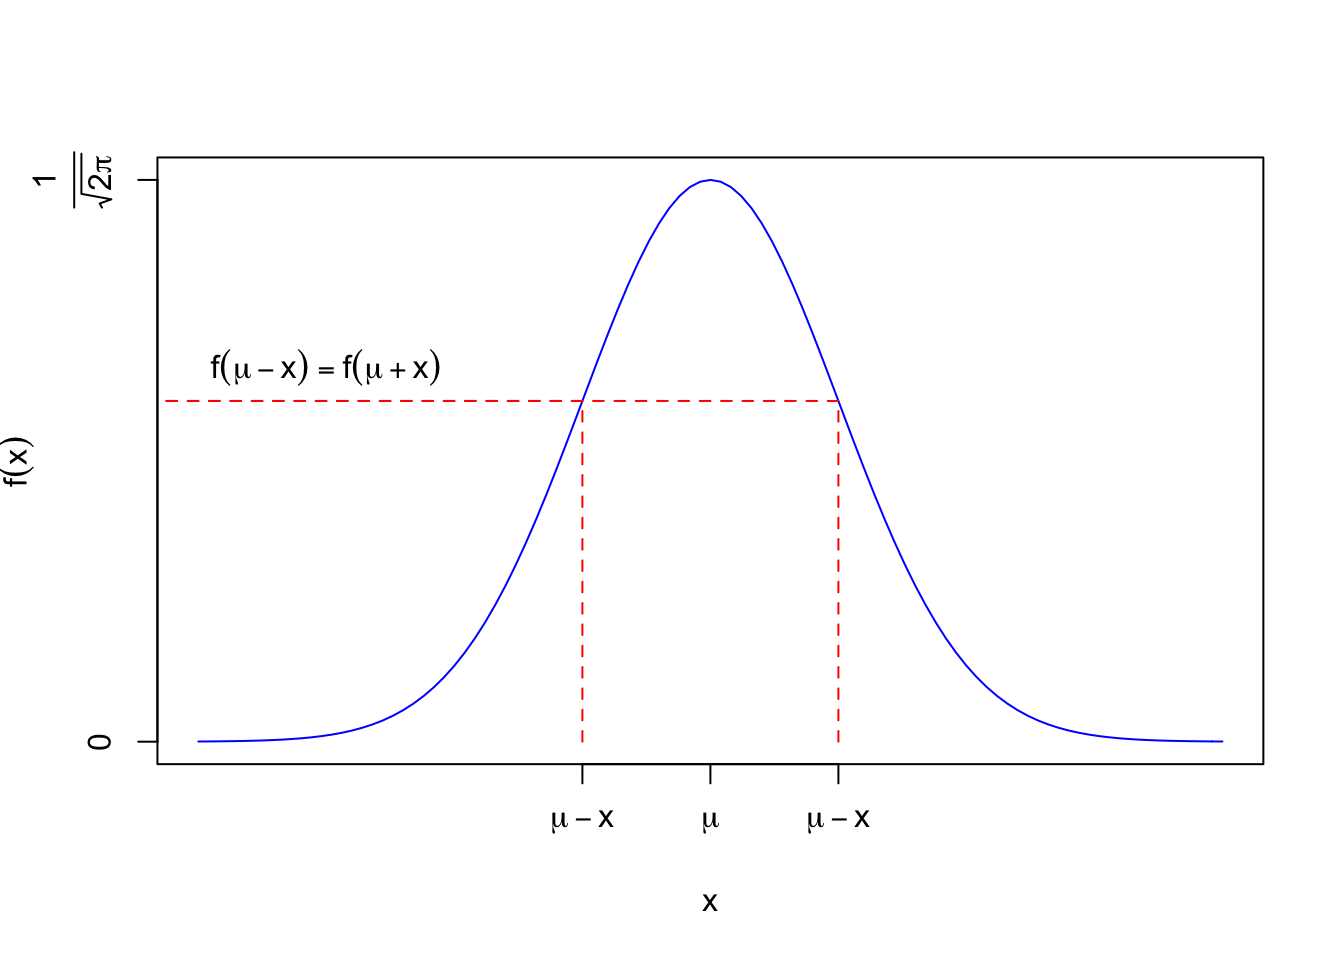 1
√2π
f(μ − x) = f(μ + x)
f(x)
0
μ − x μ μ − x
x